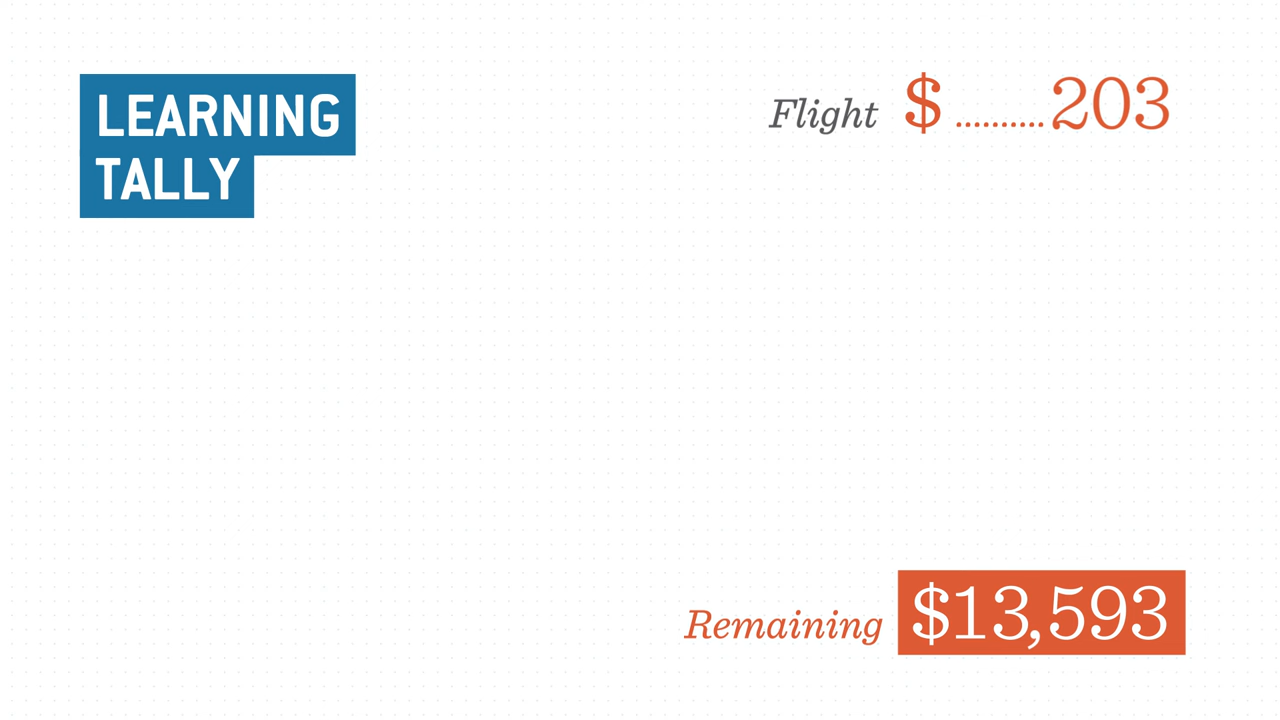 LEARNING
TALLY
Flight $ ..........203
Remaining $13,593